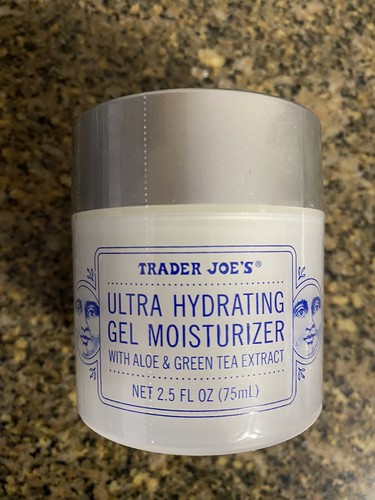 TRADER JOE'S®
ULTRA HYDRATING
GEL MOISTURIZER
WITH ALOE & GREEN TEA EXTRACT
NET 2.5 FL OZ (75mL)